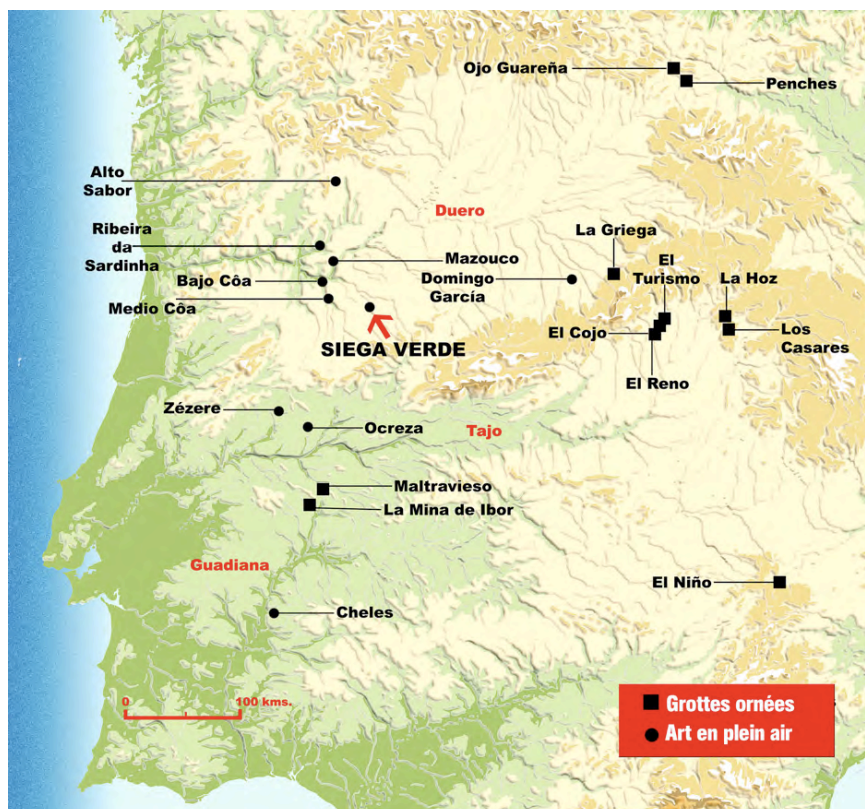 Ojo Guareña
Penches
Alto
Sabor
Duero
Ribeira
da
Sardinha
La Griega
El
Turismo
Mazouco
Domingo
García
La Hoz
Bajo Côa
Medio Côa
El Cojo
Los
Casares
SIEGA VERDE
El Reno
Zézere
Ocreza
Tajo
Maltravieso
La Mina de Ibor
Guadiana
El Niño
Cheles
0 100 kms.
Grottes ornées
Art en plein air